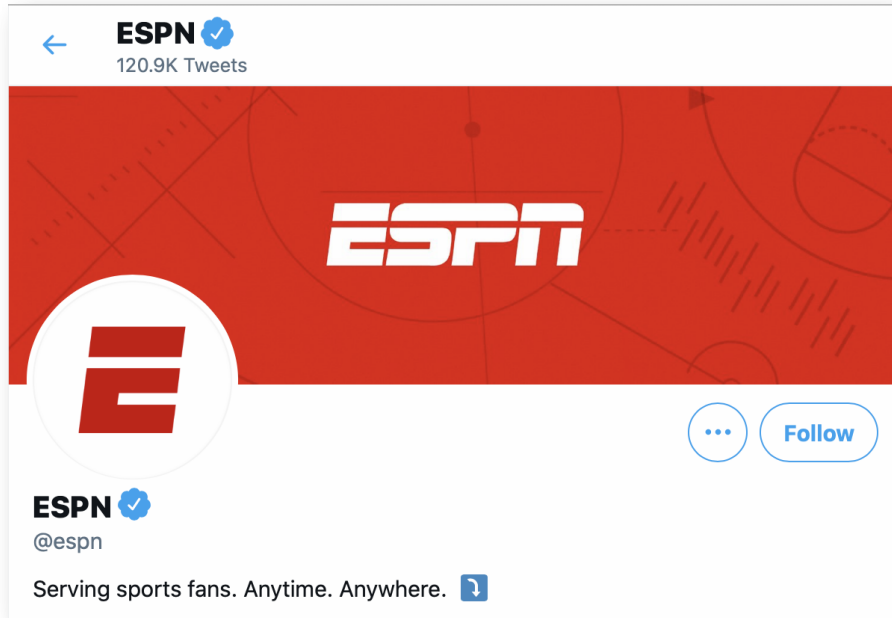 ESPN
120.9K Tweets
ESPN
E
Follow
ESPN
@espn
Serving sports fans. Anytime. Anywhere. ⤵️